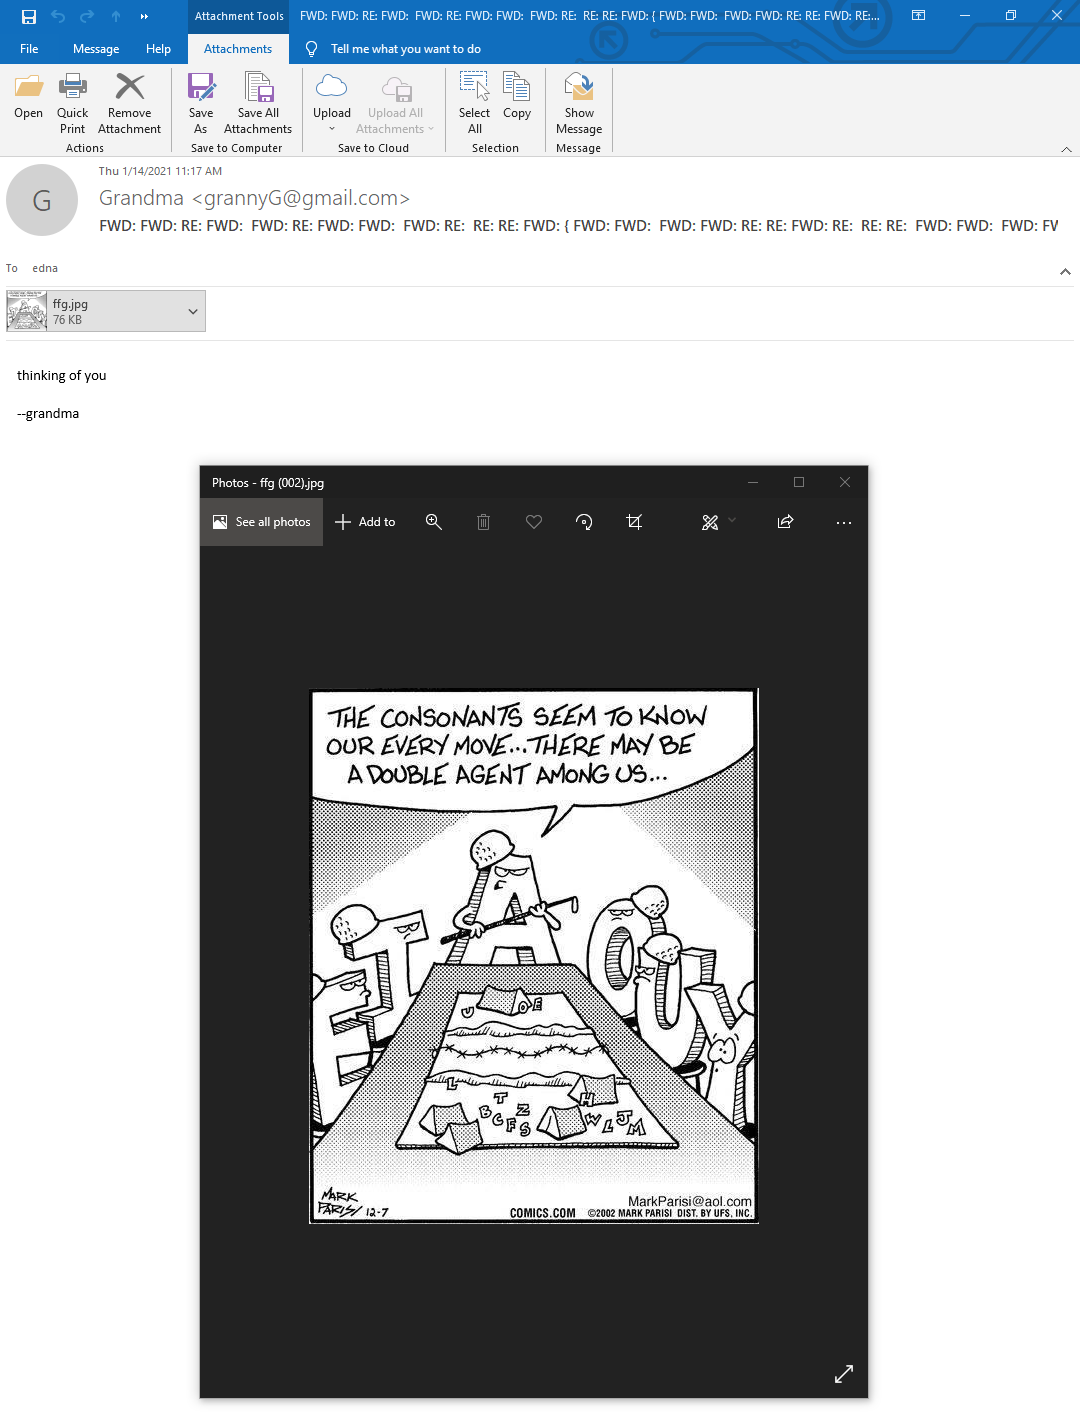 Attachment Tools
FWD: FWD: RE: FWD:  FWD: RE: FWD: FWD:  FWD: RE:  RE: RE: FWD: { FWD: FWD:  FWD: FWD: RE: RE: FWD: RE:...
File Message Help Attachments Tell me what you want to do
Open Quick Print Remove Attachment Save As Save All Attachments Upload Upload All Attachments Select All Copy Show Message
Actions Save to Computer Save to Cloud Selection Message
Thu 1/14/2021 11:17 AM
G
Grandma <grannyG@gmail.com>
FWD: FWD: RE: FWD:  FWD: RE: FWD: FWD:  FWD: RE:  RE: RE: FWD: { FWD: FWD:  FWD: FWD: RE: RE: FWD: RE:  RE: RE:  FWD: FWD:  FWD: FW
To edna
ffg.jpg
76 KB
thinking of you
--grandma
Photos - ffg (002).jpg
See all photos Add to
THE CONSONANTS SEEM TO KNOW
OUR EVERY MOVE...THERE MAY BE
A DOUBLE AGENT AMONG US...
A
I O
E U Y
U O E
L
T H
B C F Z S W L J M
MARK
PARISI 12-7
MarkParisi@aol.com
COMICS.COM ©2002 MARK PARISI DIST. BY UFS, INC.